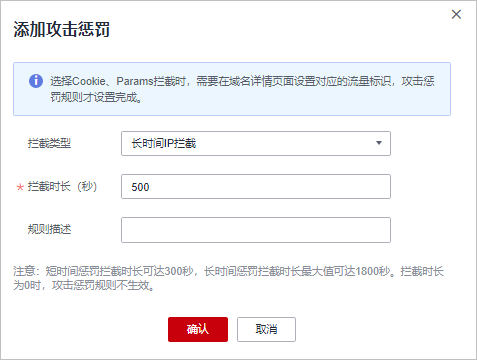 添加攻击惩罚
选择Cookie、Params拦截时，需要在域名详情页面设置对应的流量标识，攻击惩
罚规则才设置完成。
拦截类型 长时间IP拦截
* 拦截时长（秒） 500
规则描述
注意：短时间惩罚拦截时长可达300秒，长时间惩罚拦截时长最大值可达1800秒。拦截时长
为0时，攻击惩罚规则不生效。
确认 取消